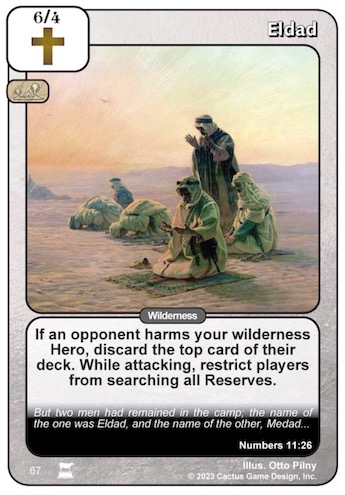 6/4
Eldad
Wilderness
If an opponent harms your wilderness
Hero, discard the top card of their
deck. While attacking, restrict players
from searching all Reserves.
But two men had remained in the camp; the name of
the one was Eldad, and the name of the other, Medad...
Numbers 11:26
Illus. Otto Pilny
67
© 2023 Cactus Game Design, Inc.